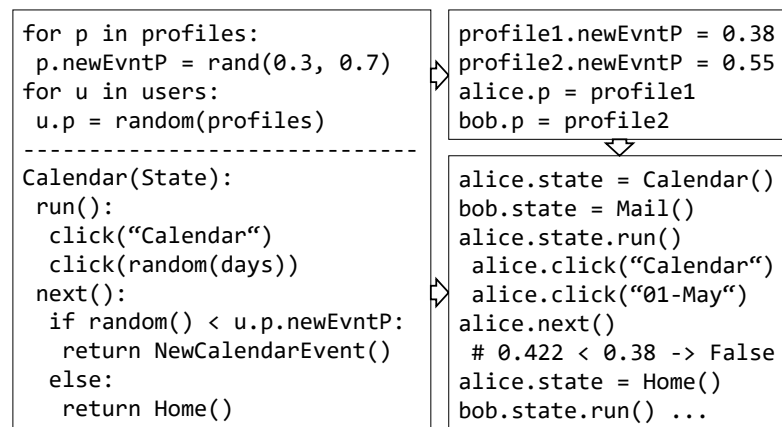 for p in profiles:
 p.newEvntP = rand(0.3, 0.7)
for u in users:
 u.p = random(profiles)
-------------------------------
Calendar(State):
 run():
  click(“Calendar“)
  click(random(days))
 next():
  if random() < u.p.newEvntP:
   return NewCalendarEvent()
  else:
   return Home()
profile1.newEvntP = 0.38
profile2.newEvntP = 0.55
alice.p = profile1
bob.p = profile2
alice.state = Calendar()
bob.state = Mail()
alice.state.run()
 alice.click(“Calendar“)
 alice.click(“01-May“)
alice.next()
 # 0.422 < 0.38 -> False
alice.state = Home()
bob.state.run() ...